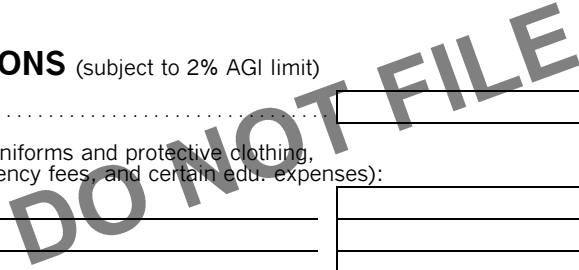 ONS (subject to 2% AGI limit)
niforms and protective clothing,
ency fees, and certain edu. expenses):
DO NOT FILE